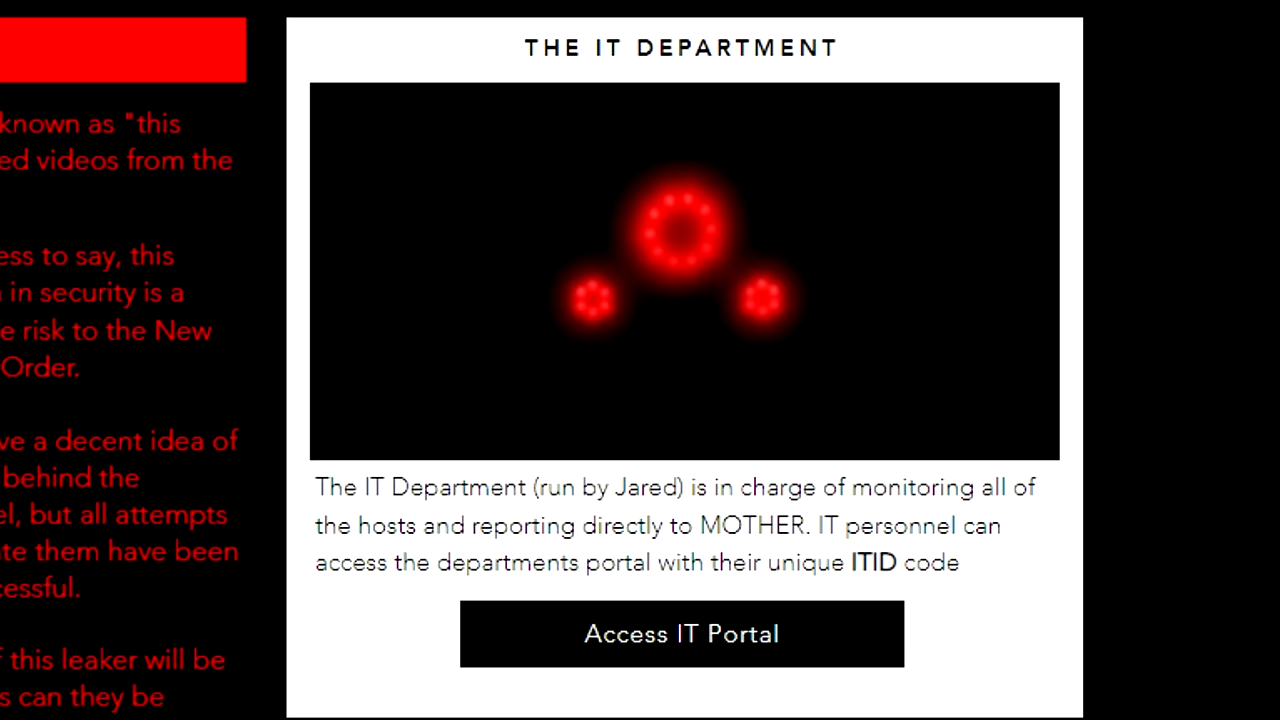 known as "this
ed videos from the
ess to say, this
in security is a
e risk to the New
Order.
ve a decent idea of
behind the
el, but all attempts
te them have been
cessful.
this leaker will be
s can they be
THE IT DEPARTMENT
The IT Department (run by Jared) is in charge of monitoring all of
the hosts and reporting directly to MOTHER. IT personnel can
access the departments portal with their unique ITID code
Access IT Portal